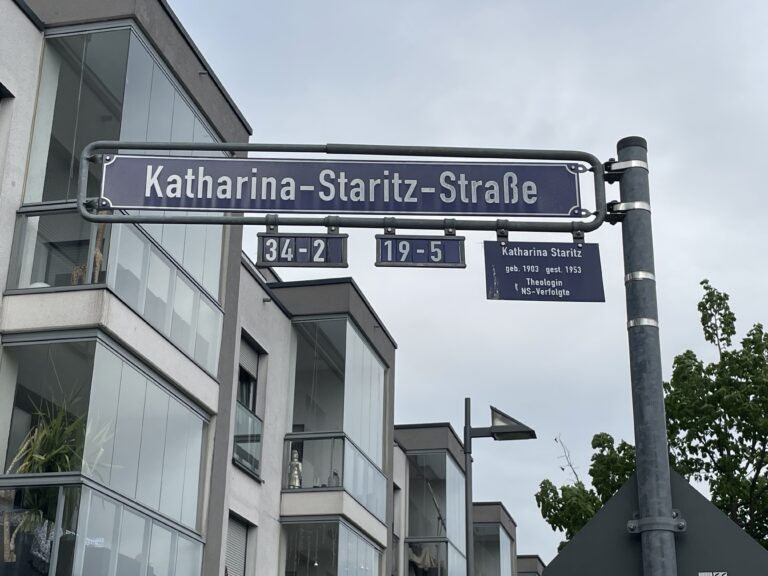 Katharina-Staritz-Straße
34-2
19-5
Katharina Staritz
geb. 1903 gest. 1953
Theologin
NS-Verfolgte